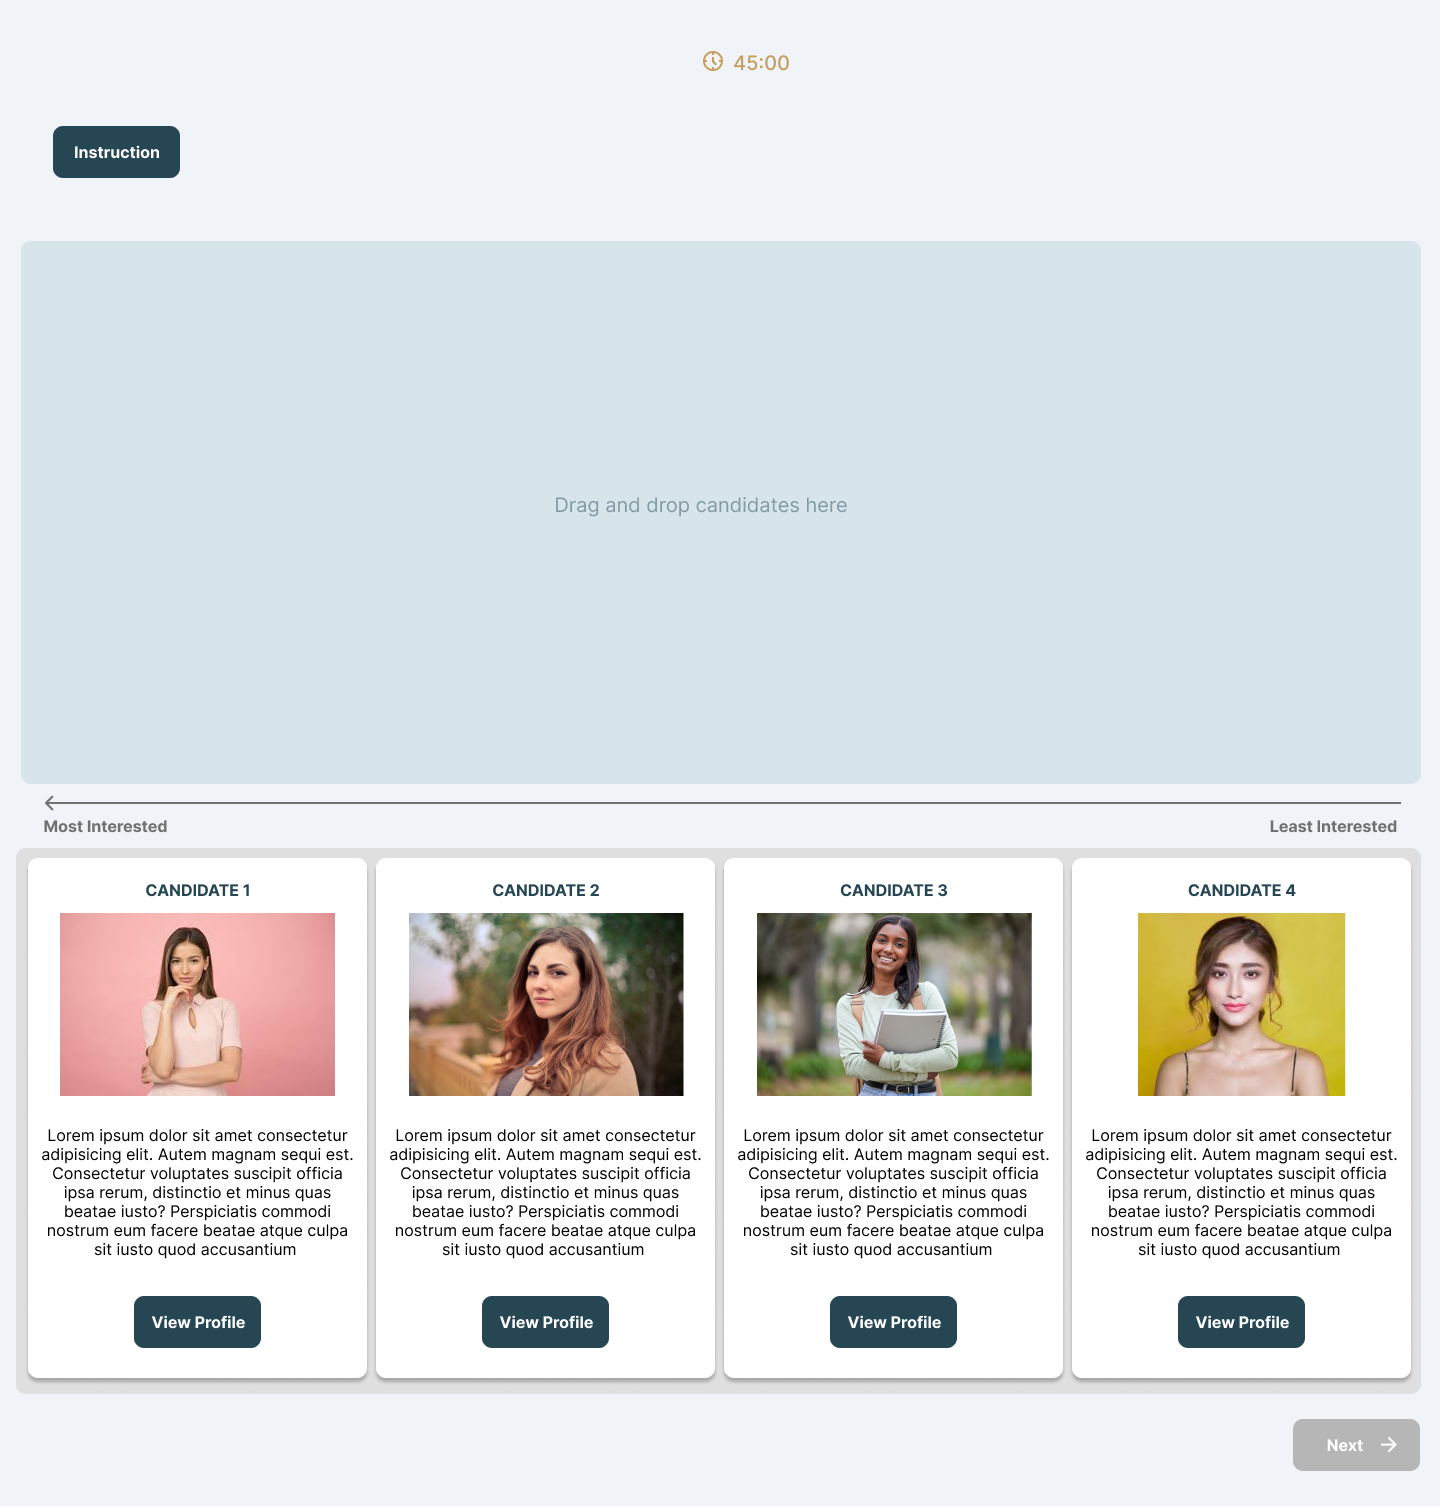 45:00
Instruction
Drag and drop candidates here
Most Interested
Least Interested
CANDIDATE 1
Lorem ipsum dolor sit amet consectetur
adipisicing elit. Autem magnam sequi est.
Consectetur voluptates suscipit officia
ipsa rerum, distinctio et minus quas
beatae iusto? Perspiciatis commodi
nostrum eum facere beatae atque culpa
sit iusto quod accusantium
View Profile
CANDIDATE 2
Lorem ipsum dolor sit amet consectetur
adipisicing elit. Autem magnam sequi est.
Consectetur voluptates suscipit officia
ipsa rerum, distinctio et minus quas
beatae iusto? Perspiciatis commodi
nostrum eum facere beatae atque culpa
sit iusto quod accusantium
View Profile
CANDIDATE 3
Lorem ipsum dolor sit amet consectetur
adipisicing elit. Autem magnam sequi est.
Consectetur voluptates suscipit officia
ipsa rerum, distinctio et minus quas
beatae iusto? Perspiciatis commodi
nostrum eum facere beatae atque culpa
sit iusto quod accusantium
View Profile
CANDIDATE 4
Lorem ipsum dolor sit amet consectetur
adipisicing elit. Autem magnam sequi est.
Consectetur voluptates suscipit officia
ipsa rerum, distinctio et minus quas
beatae iusto? Perspiciatis commodi
nostrum eum facere beatae atque culpa
sit iusto quod accusantium
View Profile
Next